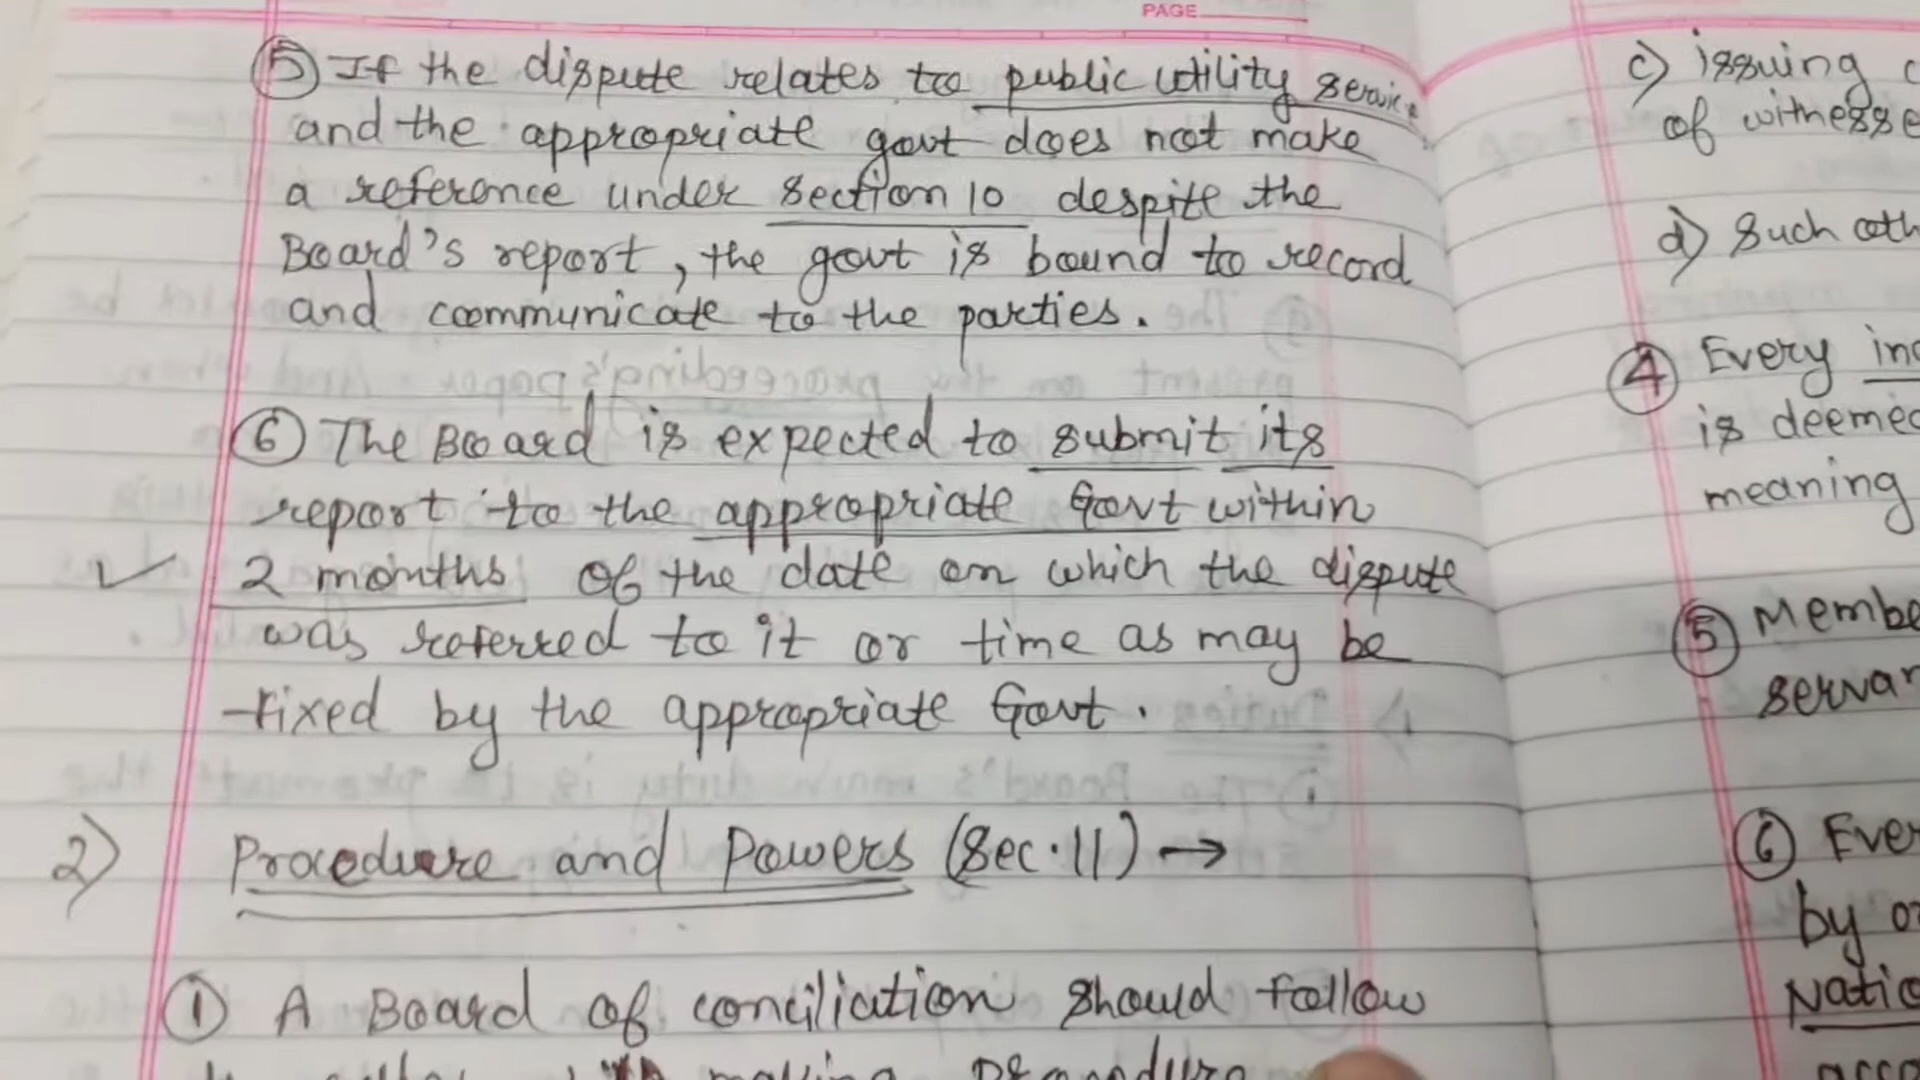 PAGE
⑤ If the dispute relates to public utility service
and the appropriate govt does not make
a reference under section 10 despite the
Board's report, the govt is bound to record
and communicate to the parties.
⑥ The Board is expected to submit its
report to the appropriate Govt within
2 months of the date on which the dispute
was referred to it or time as may be
fixed by the appropriate Govt.
2) Procedure and Powers (Sec. 11) →
① A Board of conciliation should follow
making procedure
c) issuing
of witnesse
d) Such oth
④ Every
is deemed
meaning
⑤ Membe
servan
⑥ Ever
by or
Natio